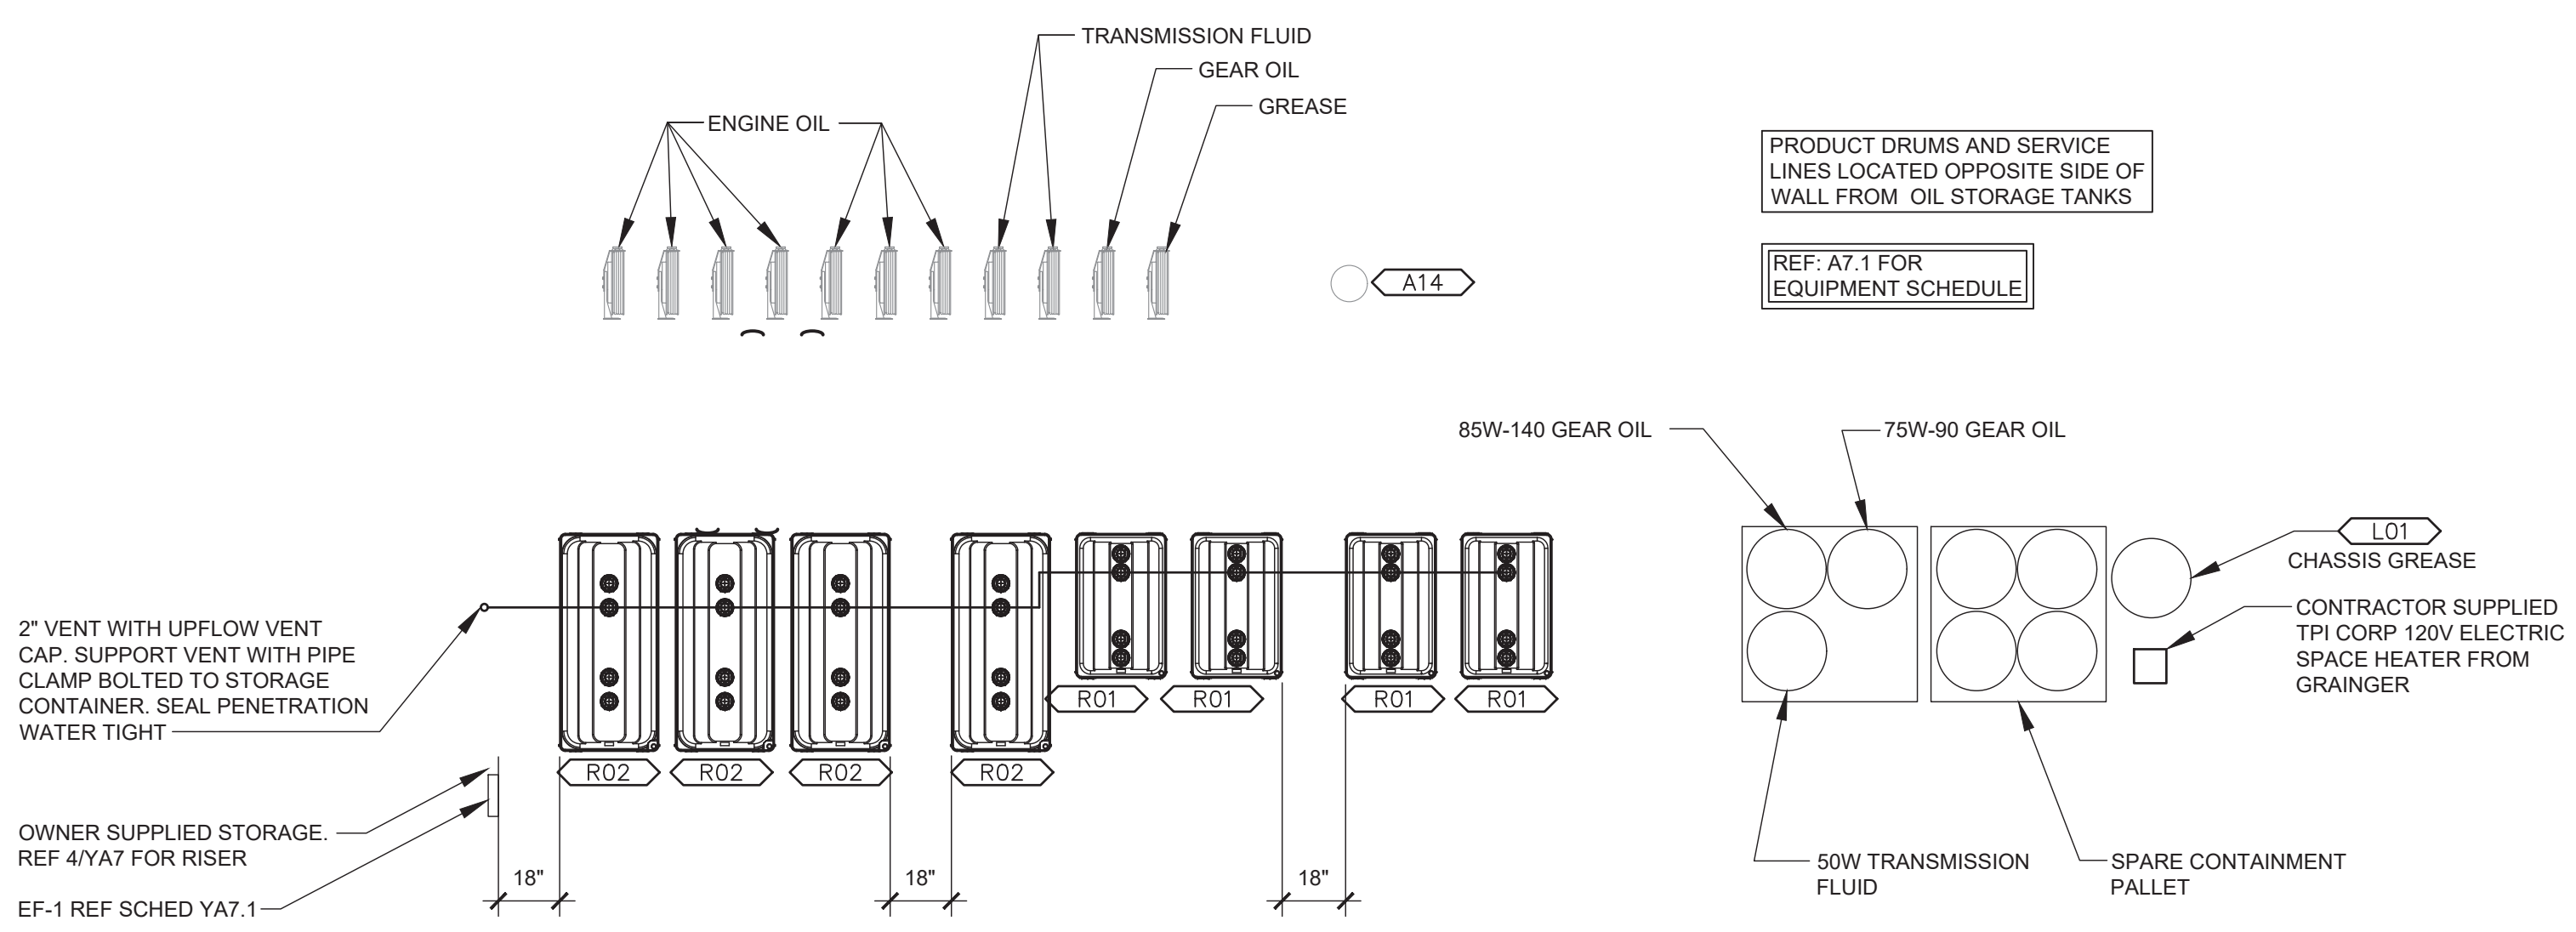 TRANSMISSION FLUID
GEAR OIL
GREASE
ENGINE OIL
PRODUCT DRUMS AND SERVICE
LINES LOCATED OPPOSITE SIDE OF
WALL FROM OIL STORAGE TANKS
REF: A7.1 FOR
EQUIPMENT SCHEDULE
A14
85W-140 GEAR OIL
75W-90 GEAR OIL
L01
CHASSIS GREASE
CONTRACTOR SUPPLIED
TPI CORP 120V ELECTRIC
SPACE HEATER FROM
GRAINGER
2" VENT WITH UPFLOW VENT
CAP. SUPPORT VENT WITH PIPE
CLAMP BOLTED TO STORAGE
CONTAINER. SEAL PENETRATION
WATER TIGHT
R01
R01
R01
R01
R02
R02
R02
R02
OWNER SUPPLIED STORAGE.
REF 4/YA7 FOR RISER
EF-1 REF SCHED YA7.1
18"
18"
18"
50W TRANSMISSION
FLUID
SPARE CONTAINMENT
PALLET